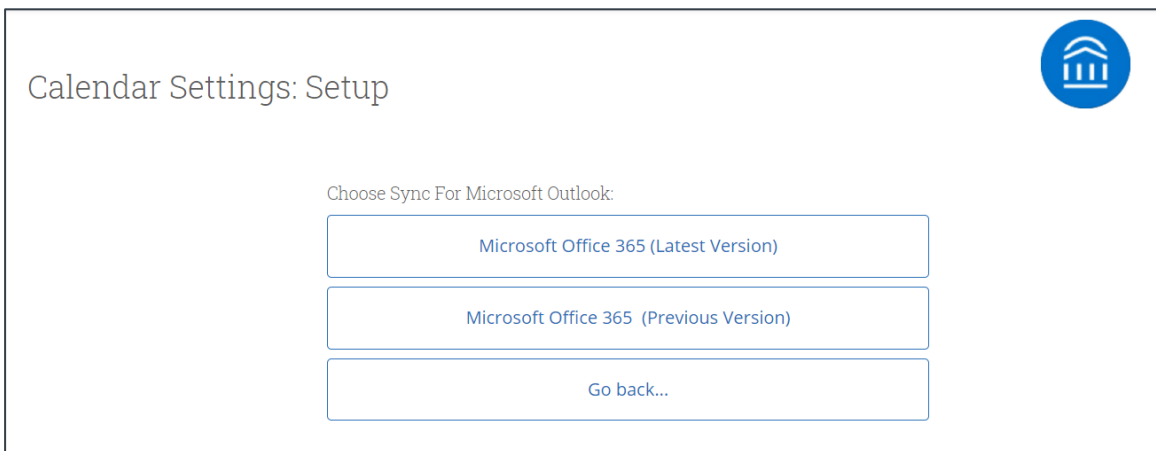 Calendar Settings: Setup
Choose Sync For Microsoft Outlook:
Microsoft Office 365 (Latest Version)
Microsoft Office 365  (Previous Version)
Go back...